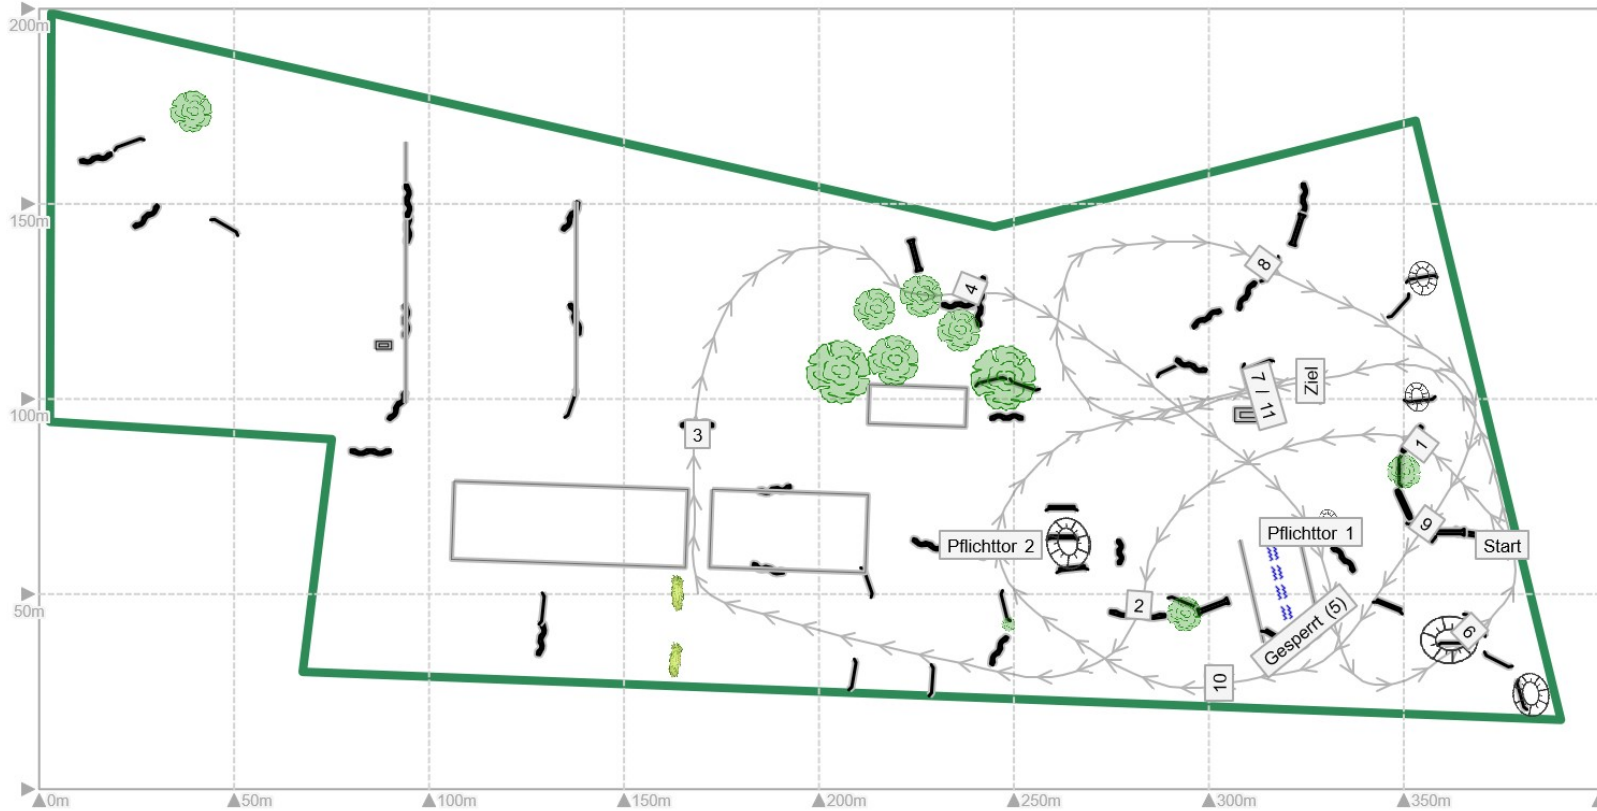 200m
8
4
150m
Ziel
7 / 11
100m
3
1
9
Pflichttor 1
Pflichttor 2
Start
2
50m
Gesperrt (5)
6
10
0m
50m
100m
150m
200m
250m
300m
350m